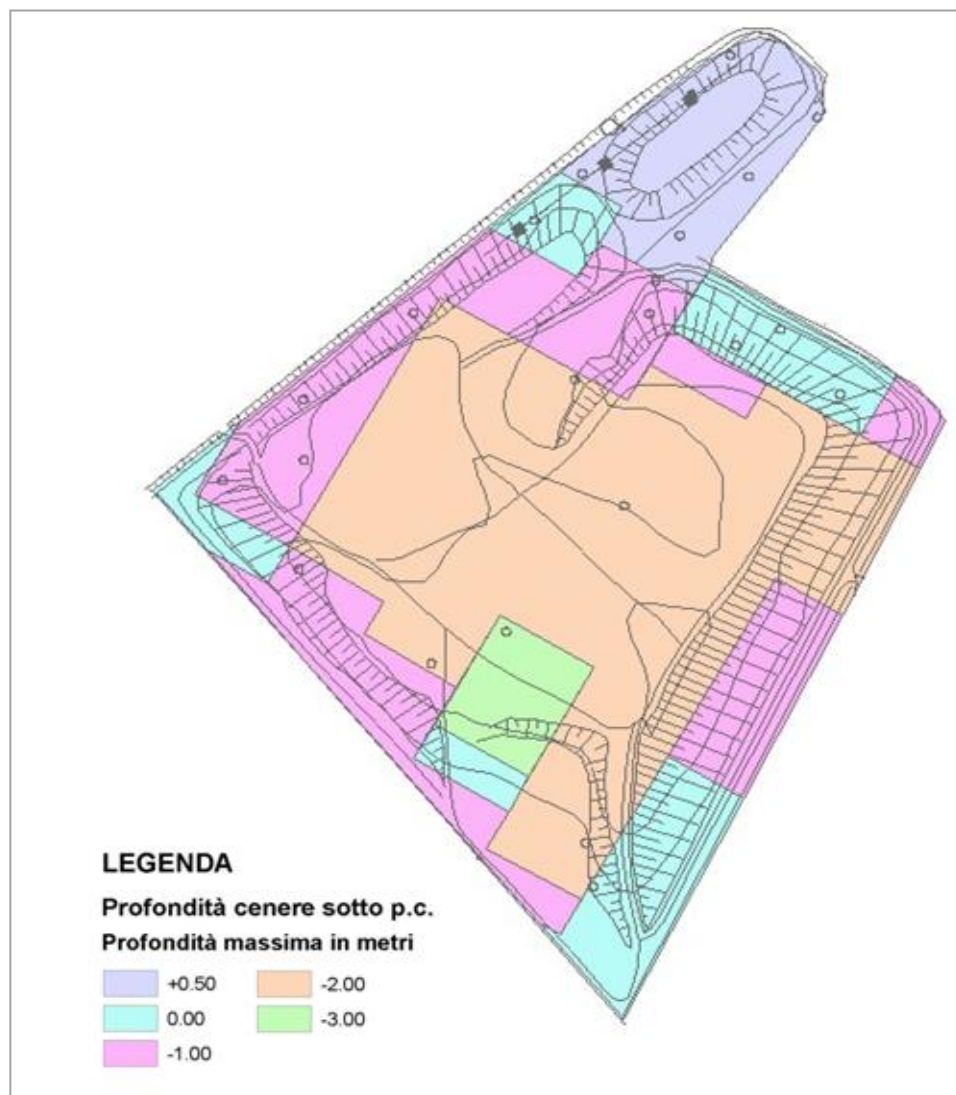 LEGENDA
Profondità cenere sotto p.c.
Profondità massima in metri
+0.50
0.00
-1.00
-2.00
-3.00